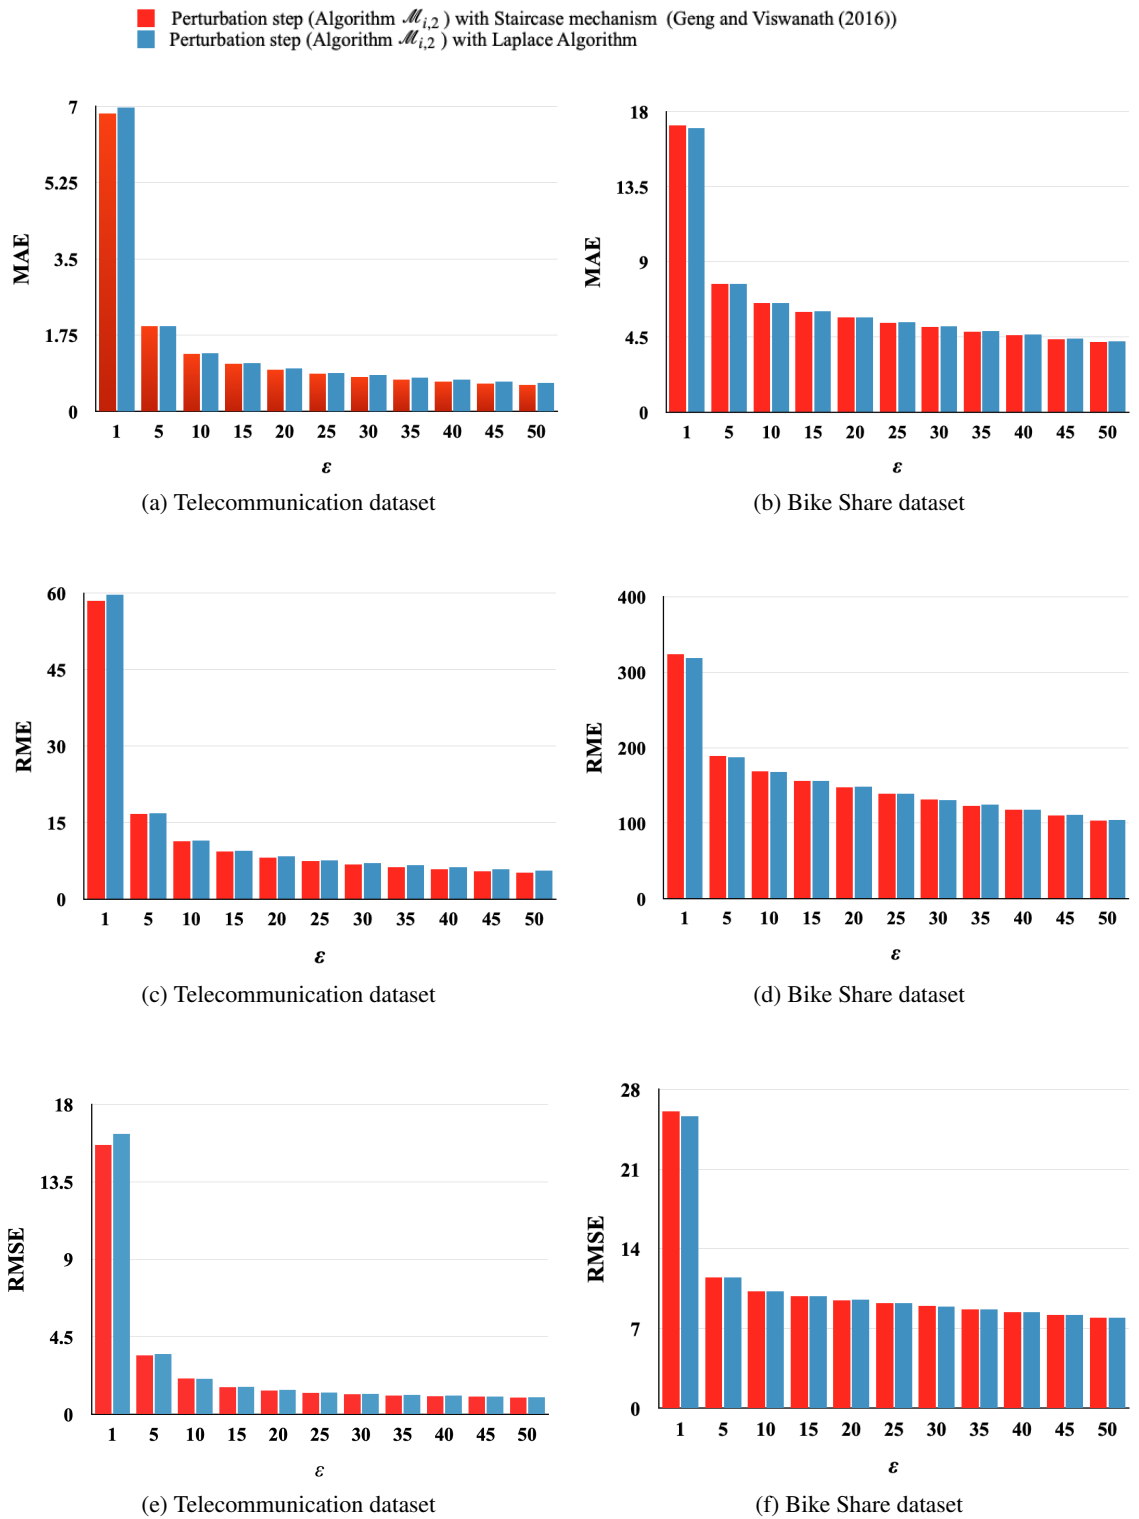 Perturbation step (Algorithm ℳi,2 ) with Staircase mechanism (Geng and Viswanath (2016))
Perturbation step (Algorithm ℳi,2 ) with Laplace Algorithm
7
5.25
3.5
1.75
0
MAE
1 5 10 15 20 25 30 35 40 45 50
ε
(a) Telecommunication dataset
18
13.5
9
4.5
0
MAE
1 5 10 15 20 25 30 35 40 45 50
ε
(b) Bike Share dataset
60
45
30
15
0
RME
1 5 10 15 20 25 30 35 40 45 50
ε
(c) Telecommunication dataset
400
300
200
100
0
RME
1 5 10 15 20 25 30 35 40 45 50
ε
(d) Bike Share dataset
18
13.5
9
4.5
0
RMSE
1 5 10 15 20 25 30 35 40 45 50
ε
(e) Telecommunication dataset
28
21
14
7
0
RMSE
1 5 10 15 20 25 30 35 40 45 50
ε
(f) Bike Share dataset